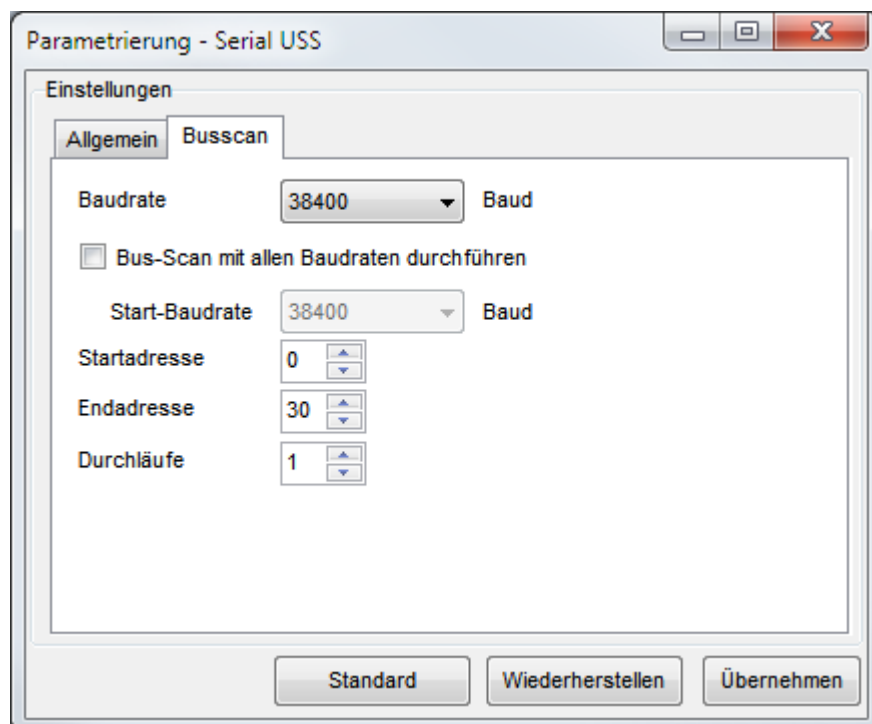 Parametrierung - Serial USS
Einstellungen
Allgemein Busscan
Baudrate 38400 Baud
Bus-Scan mit allen Baudraten durchführen
Start-Baudrate 38400 Baud
Startadresse 0
Endadresse 30
Durchläufe 1
Standard Wiederherstellen Übernehmen